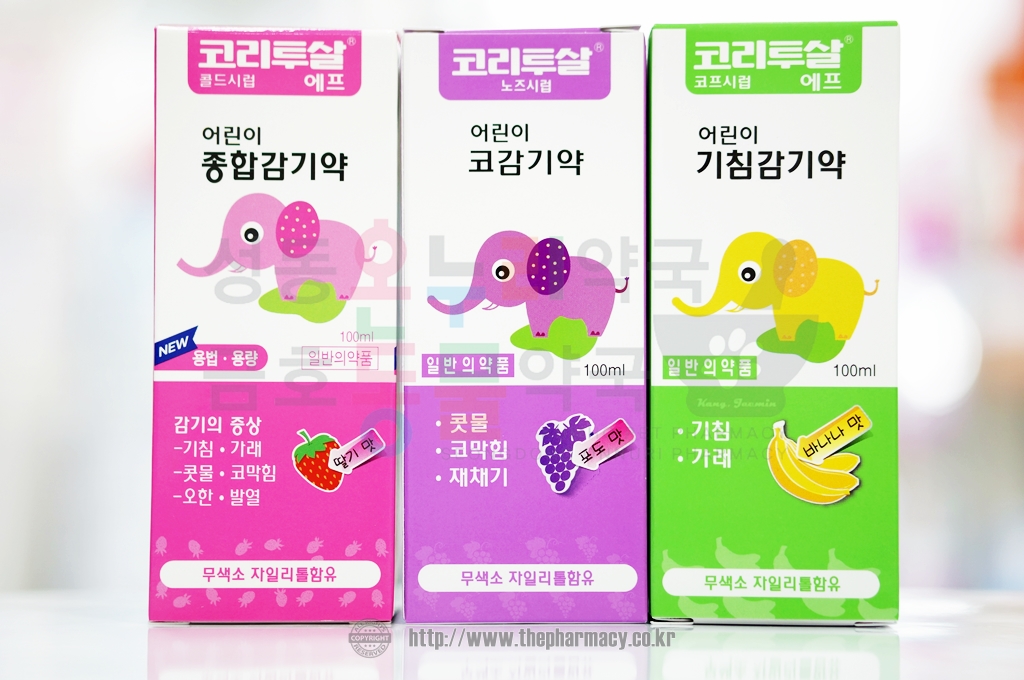 코리투살®
콜드시럽 에프
어린이
종합감기약
100ml
NEW
용법·용량
일반의약품
감기의 증상
-기침·가래
-콧물·코막힘
-오한·발열
딸기 맛
무색소 자일리톨함유
코리투살®
노즈시럽
어린이
코감기약
일반의약품
100ml
• 콧물
• 코막힘
• 재채기
포도 맛
무색소 자일리톨함유
코리투살®
코프시럽 에프
어린이
기침감기약
일반의약품
100ml
• 기침
• 가래
바나나 맛
무색소 자일리톨함유
Kang. Jaemin
COPYRIGHT
RESERVED
http://www.thepharmacy.co.kr